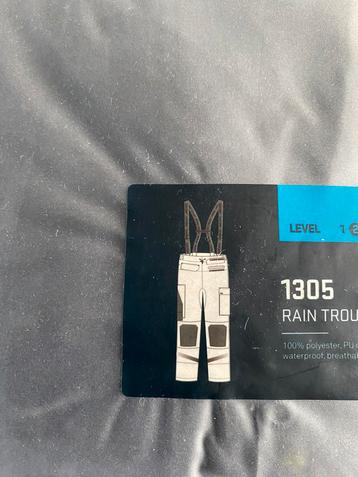 LEVEL 1 2
1305
RAIN TROU
100% polyester, PU
waterproof, breatha